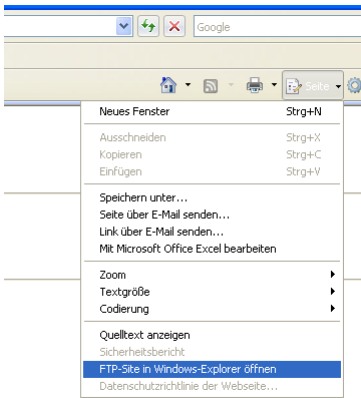 Google
Seite
Neues Fenster Strg+N
Ausschneiden Strg+X
Kopieren Strg+C
Einfügen Strg+V
Speichern unter...
Seite über E-Mail senden...
Link über E-Mail senden...
Mit Microsoft Office Excel bearbeiten
Zoom
Textgröße
Codierung
Quelltext anzeigen
Sicherheitsbericht
FTP-Site in Windows-Explorer öffnen
Datenschutzrichtlinie der Webseite...